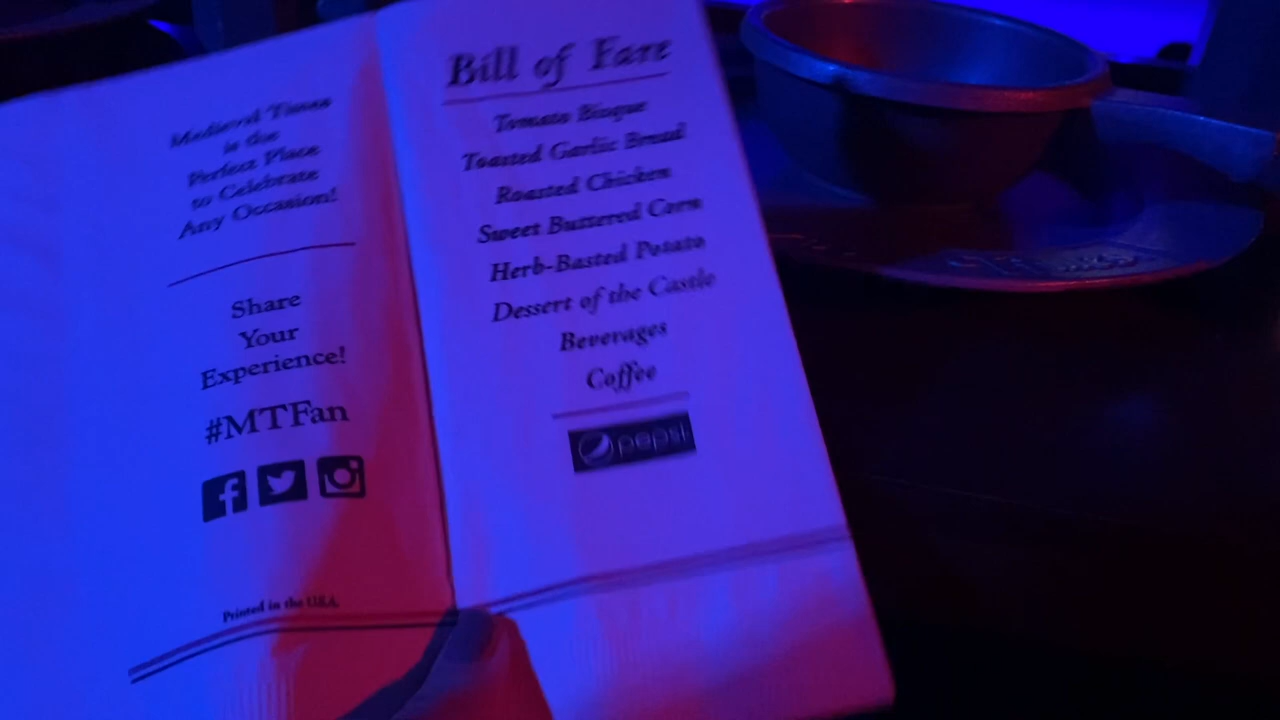 Medieval Times
is the
Perfect Place
to Celebrate
Any Occasion!
Share
Your
Experience!
#MTFan
Printed in the U.S.A.
Bill of Fare
Tomato Bisque
Toasted Garlic Bread
Roasted Chicken
Sweet Buttered Corn
Herb-Basted Potato
Dessert of the Castle
Beverages
Coffee
pepsi